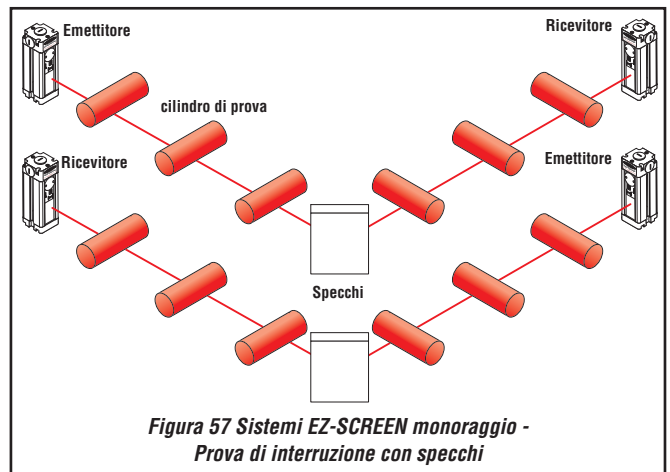 Emettitore
Ricevitore
cilindro di prova
Ricevitore
Emettitore
Specchi
Figura 57 Sistemi EZ-SCREEN monoraggio -
Prova di interruzione con specchi